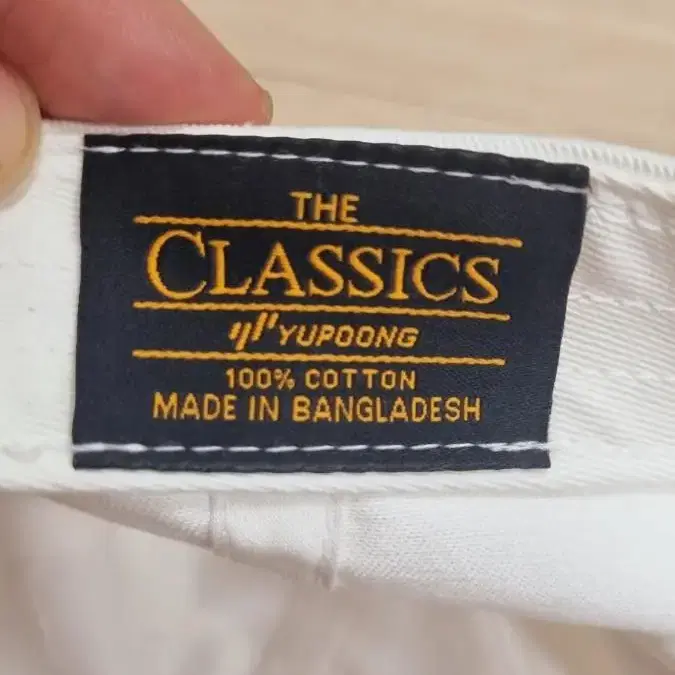 THE
CLASSICS
YUPOONG
100% COTTON
MADE IN BANGLADESH